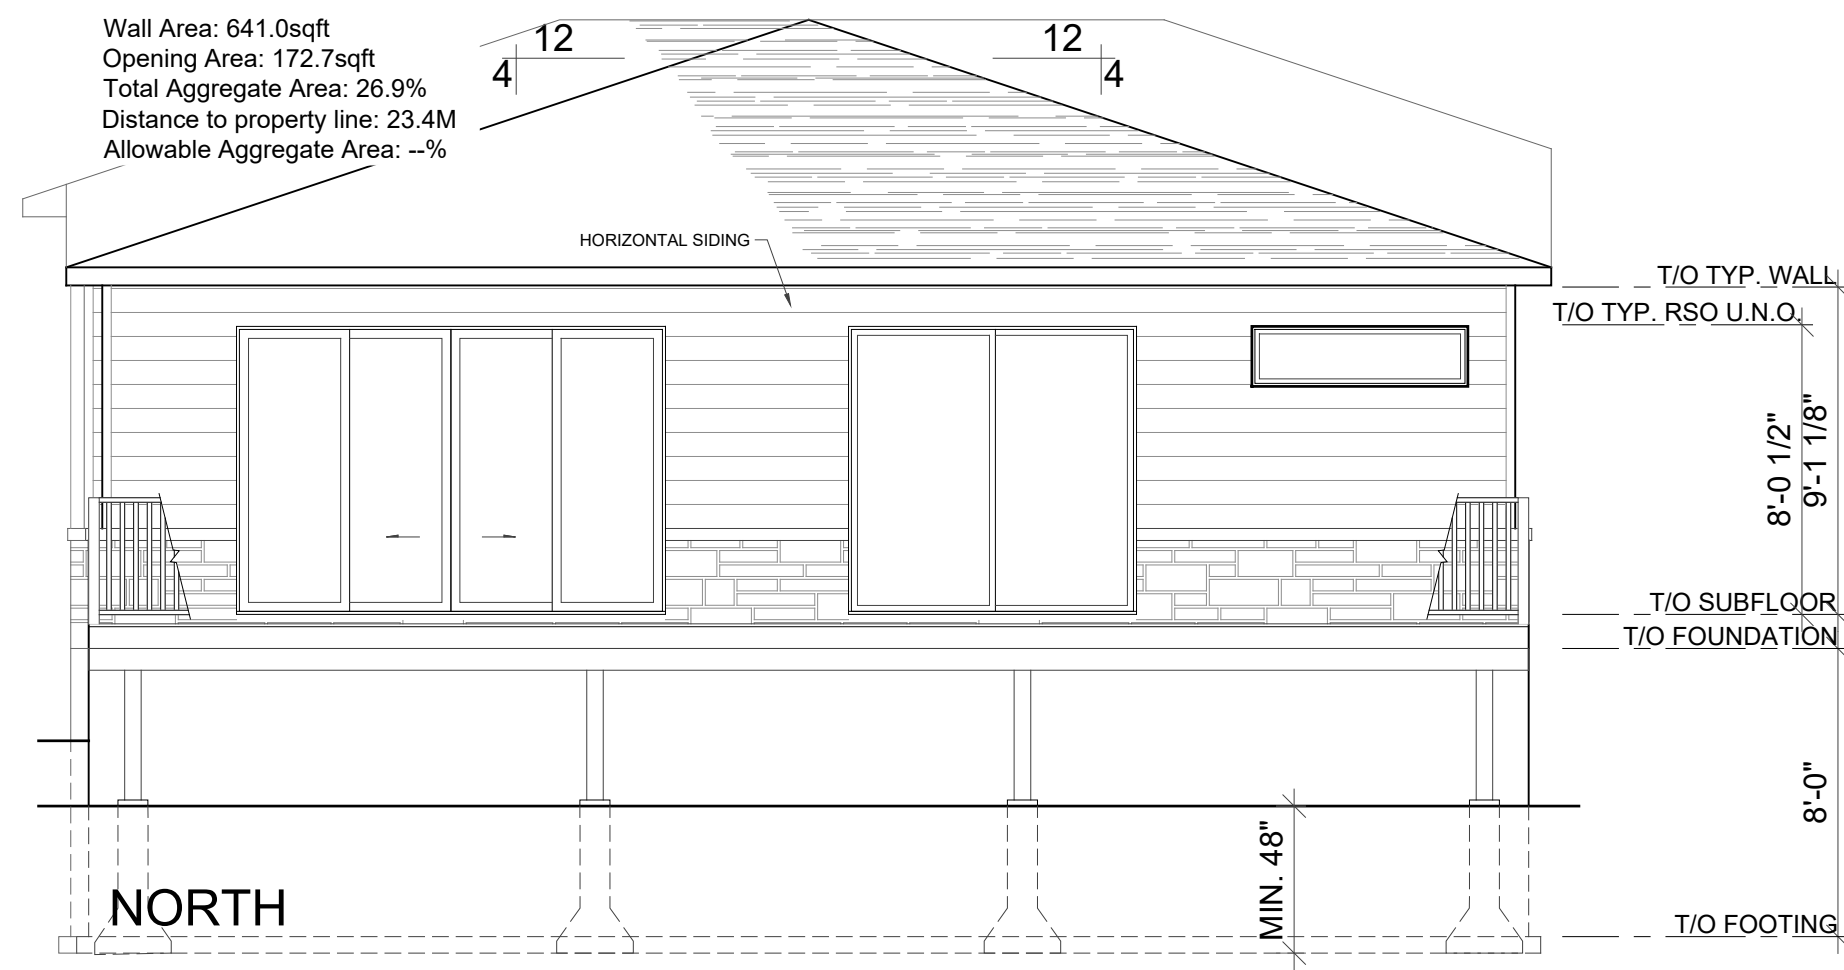 Wall Area: 641.0sqft
Opening Area: 172.7sqft
Total Aggregate Area: 26.9%
Distance to property line: 23.4M
Allowable Aggregate Area: --%
12
4
12
4
HORIZONTAL SIDING
T/O TYP. WALL
T/O TYP. RSO U.N.O.
8'-0 1/2"
9'-1 1/8"
T/O SUBFLOOR
T/O FOUNDATION
8'-0"
MIN. 48"
NORTH
T/O FOOTING